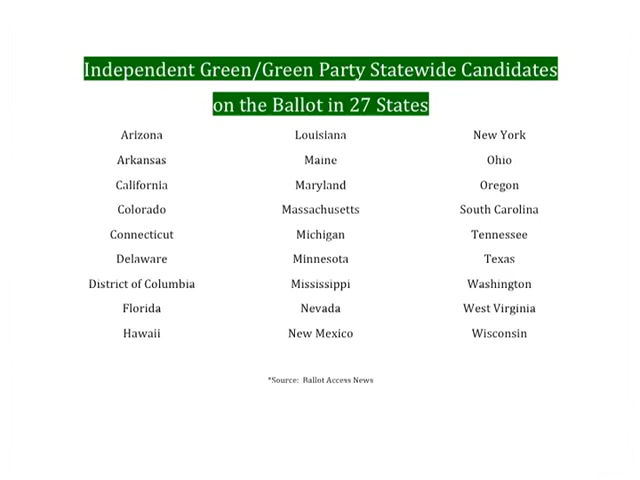 Independent Green/Green Party Statewide Candidates
on the Ballot in 27 States
Arizona Louisiana New York
Arkansas Maine Ohio
California Maryland Oregon
Colorado Massachusetts South Carolina
Connecticut Michigan Tennessee
Delaware Minnesota Texas
District of Columbia Mississippi Washington
Florida Nevada West Virginia
Hawaii New Mexico Wisconsin
*Source: Ballot Access News